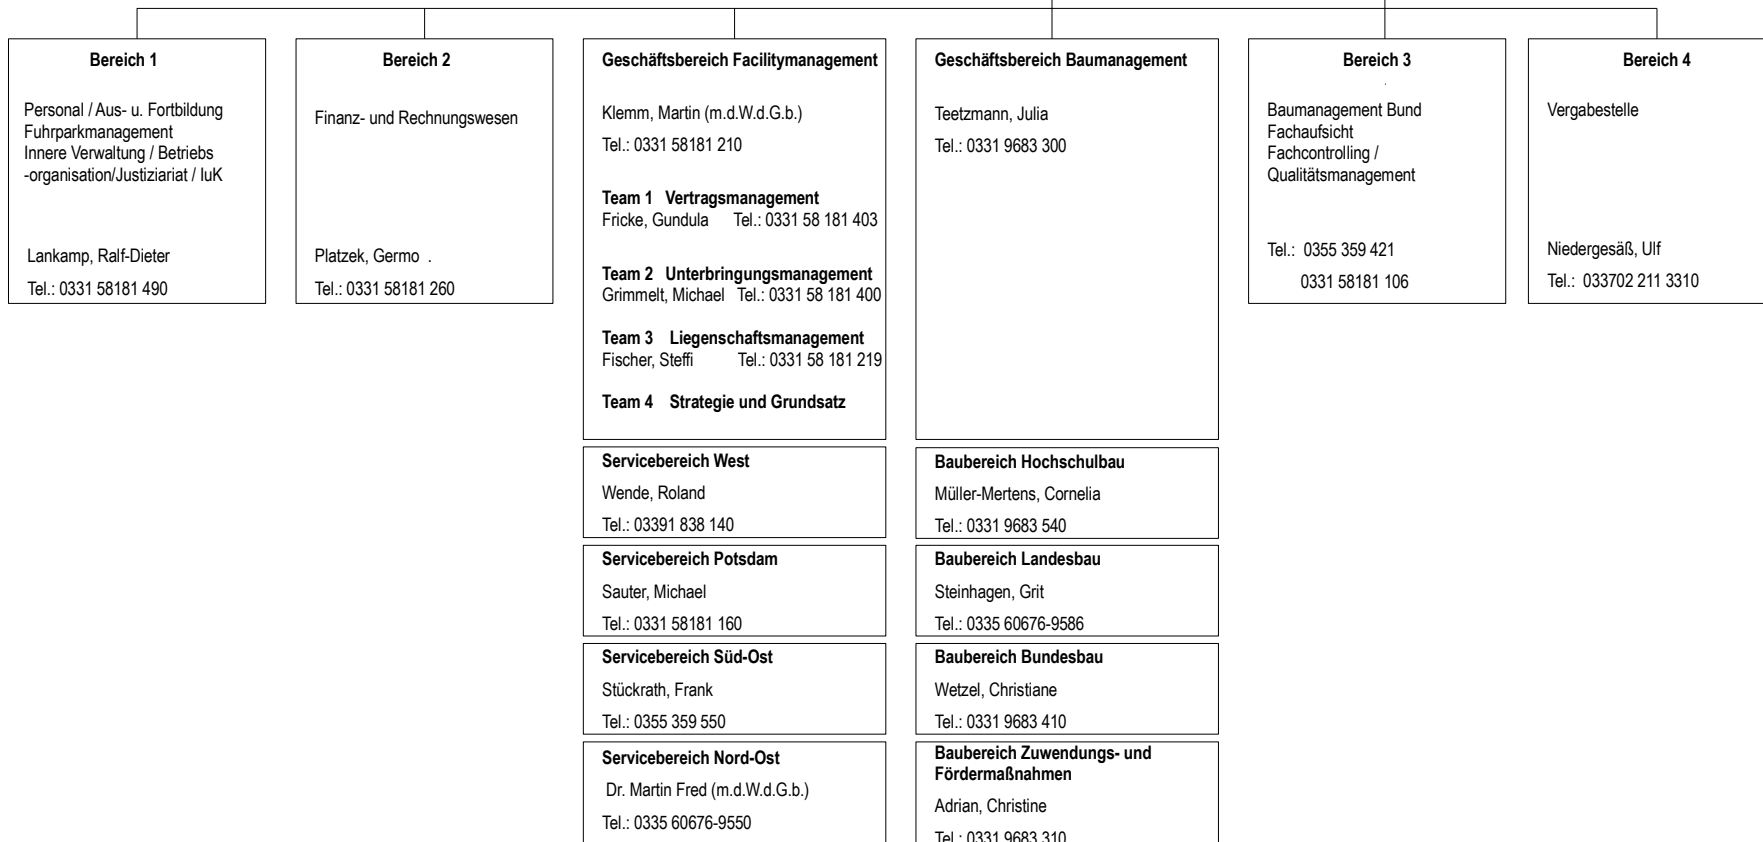 Bereich 1
Personal / Aus- u. Fortbildung
Fuhrparkmanagement
Innere Verwaltung / Betriebs
-organisation/Justiziariat / IuK
Lankamp, Ralf-Dieter
Tel.: 0331 58181 490
Bereich 2
Finanz- und Rechnungswesen
Platzek, Germo .
Tel.: 0331 58181 260
Geschäftsbereich Facilitymanagement
Klemm, Martin (m.d.W.d.G.b.)
Tel.: 0331 58181 210
Team 1 Vertragsmanagement
Fricke, Gundula Tel.: 0331 58 181 403
Team 2 Unterbringungsmanagement
Grimmelt, Michael Tel.: 0331 58 181 400
Team 3 Liegenschaftsmanagement
Fischer, Steffi Tel.: 0331 58 181 219
Team 4 Strategie und Grundsatz
Servicebereich West
Wende, Roland
Tel.: 03391 838 140
Servicebereich Potsdam
Sauter, Michael
Tel.: 0331 58181 160
Servicebereich Süd-Ost
Stückrath, Frank
Tel.: 0355 359 550
Servicebereich Nord-Ost
Dr. Martin Fred (m.d.W.d.G.b.)
Tel.: 0335 60676-9550
Geschäftsbereich Baumanagement
Teetzmann, Julia
Tel.: 0331 9683 300
Baubereich Hochschulbau
Müller-Mertens, Cornelia
Tel.: 0331 9683 540
Baubereich Landesbau
Steinhagen, Grit
Tel.: 0335 60676-9586
Baubereich Bundesbau
Wetzel, Christiane
Tel.: 0331 9683 410
Baubereich Zuwendungs- und
Fördermaßnahmen
Adrian, Christine
Tel.: 0331 9683 310
Bereich 3
.
Baumanagement Bund
Fachaufsicht
Fachcontrolling /
Qualitätsmanagement
Tel.: 0355 359 421
0331 58181 106
Bereich 4
Vergabestelle
Niedergesäß, Ulf
Tel.: 033702 211 3310